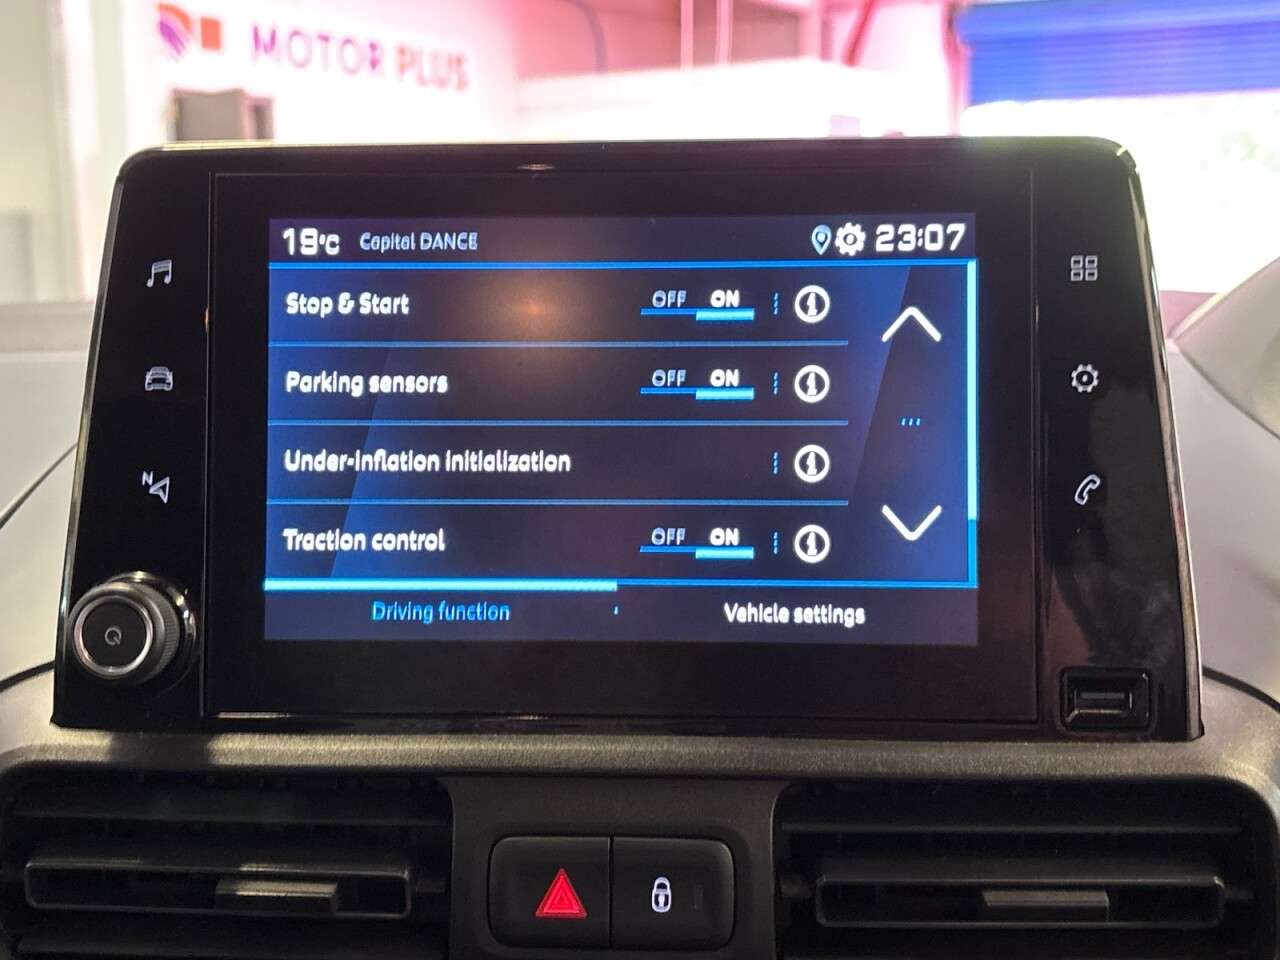 MOTOR PLUS
19°C Capital DANCE 23:07
Stop & Start OFF ON
Parking sensors OFF ON
Under-inflation initialization
Traction control OFF ON
Driving function Vehicle settings
N